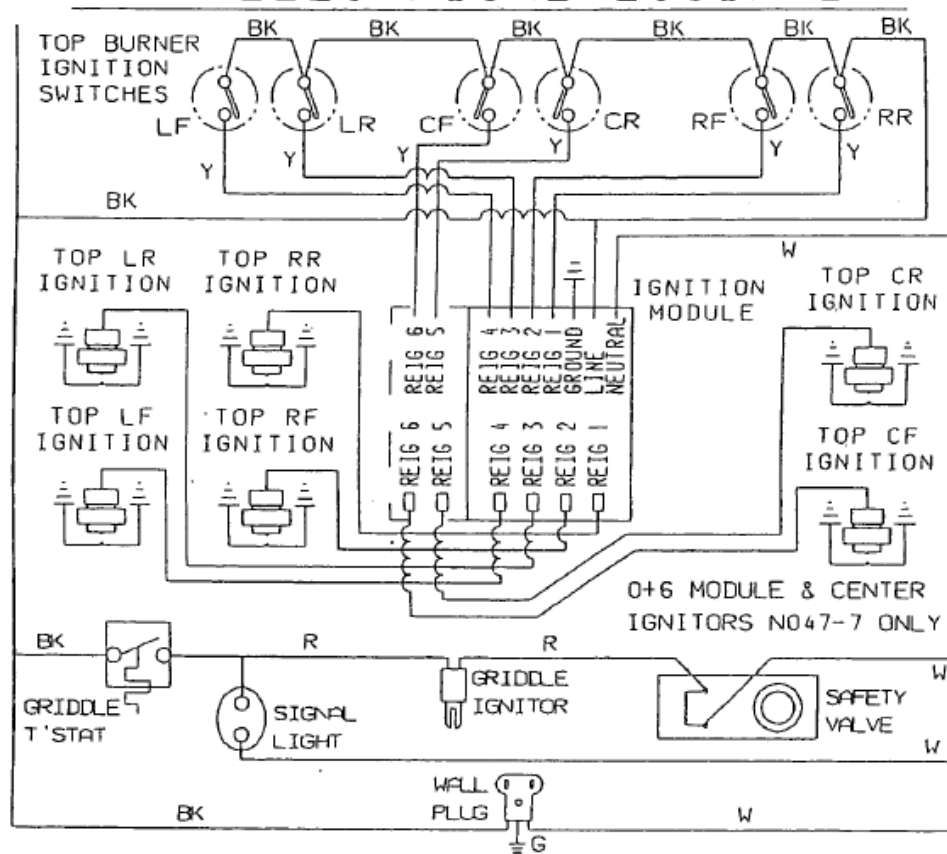 BK BK BK BK BK
TOP BURNER
IGNITION
SWITCHES
LF LR CF CR RF RR
Y Y Y Y Y Y
BK
W
TOP LR
IGNITION
TOP RR
IGNITION
IGNITION
MODULE
TOP CR
IGNITION
REIG 6
REIG 5
REIG 4
REIG 3
REIG 2
REIG 1
GROUND
LINE
NEUTRAL
TOP LF
IGNITION
TOP RF
IGNITION
REIG 6
REIG 5
REIG 4
REIG 3
REIG 2
REIG 1
TOP CF
IGNITION
0+6 MODULE & CENTER
IGNITORS N047-7 ONLY
BK R R W
GRIDDLE
T'STAT
SIGNAL
LIGHT
GRIDDLE
IGNITOR
SAFETY
VALVE
W
WALL
PLUG
BK W
G